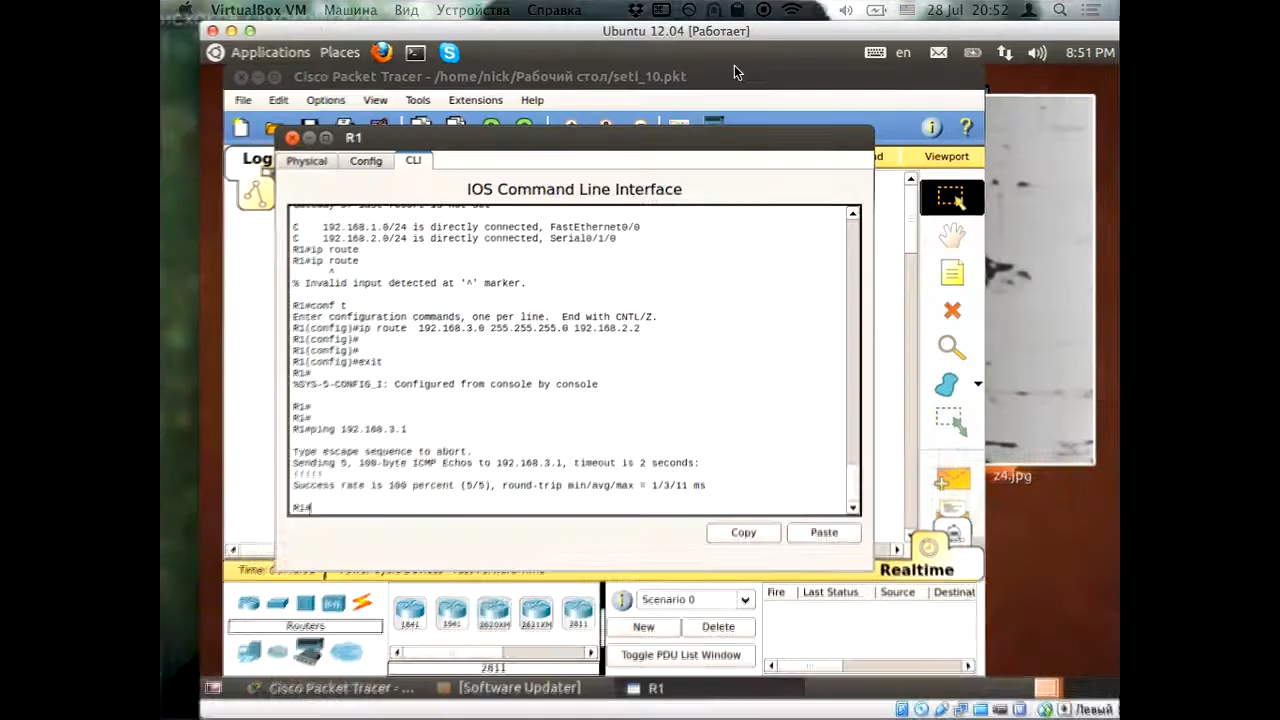 VirtualBox VM Машина Вид Устройства Справка 28 Jul 20:52
Ubuntu 12.04 [Работает]
Applications Places en 8:51 PM
Cisco Packet Tracer - /home/nick/Рабочий стол/seti_10.pkt
File Edit Options View Tools Extensions Help
R1
Log Viewport
Physical Config CLI
IOS Command Line Interface
C 192.168.1.0/24 is directly connected, FastEthernet0/0
C 192.168.2.0/24 is directly connected, Serial0/1/0
R1#ip route
R1#ip route
^
% Invalid input detected at '^' marker.
R1#conf t
Enter configuration commands, one per line. End with CNTL/Z.
R1(config)#ip route 192.168.3.0 255.255.255.0 192.168.2.2
R1(config)#
R1(config)#
R1(config)#exit
R1#
%SYS-5-CONFIG_I: Configured from console by console
R1#
R1#
R1#ping 192.168.3.1
Type escape sequence to abort.
Sending 5, 100-byte ICMP Echos to 192.168.3.1, timeout is 2 seconds:
!!!!!
Success rate is 100 percent (5/5), round-trip min/avg/max = 1/3/11 ms
R1#
z4.jpg
Copy Paste
Realtime
Fire Last Status Source Destinat
Scenario 0
1841 1941 2620XM 2621XM 2811
Routers
New Delete
Toggle PDU List Window
2811
Cisco Packet Tracer - ... [Software Updater] R1
Левый